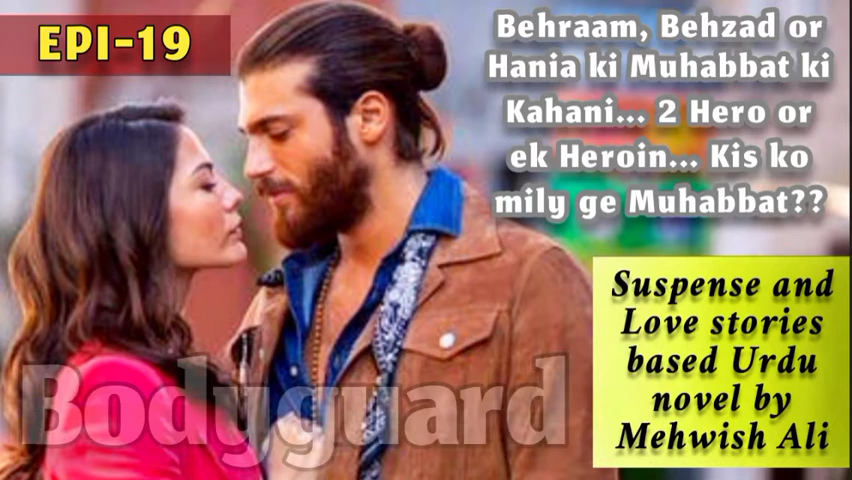 EPI-19
Behraam, Behzad or
Hania ki Muhabbat ki
Kahani... 2 Hero or
ek Heroin... Kis ko
mily ge Muhabbat??
Suspense and
Love stories
based Urdu
novel by
Mehwish Ali
Bodyguard